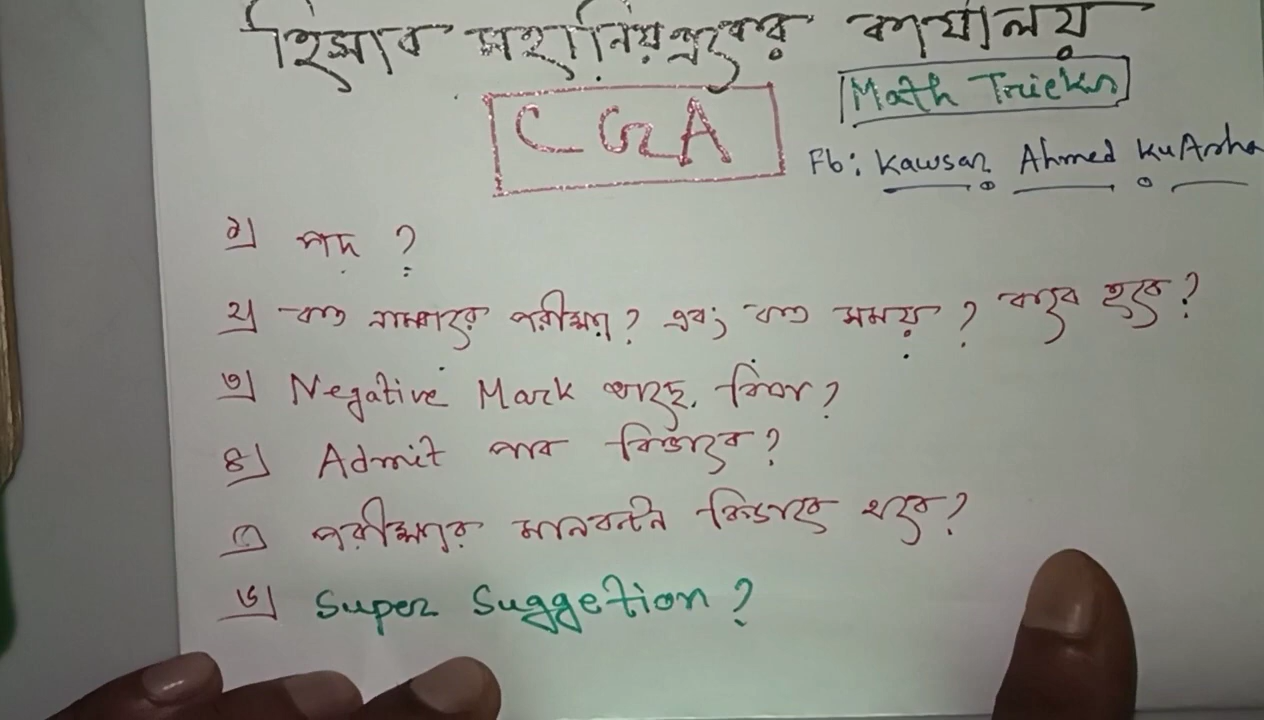 হিসাব মহানিয়ন্ত্রকের কার্যালয়
CGA
Math Tricks
Fb: Kawsar Ahmed KuAsha
১) পদ ?
২) কত নাম্বারের পরীক্ষা? এবং কত সময় ? কবে হবে ?
৩) Negative Mark আছে, কিনা ?
৪) Admit পাব কিভাবে ?
৫) পরীক্ষার মানবন্টন কিভাবে হবে ?
৬) Super Suggetion ?